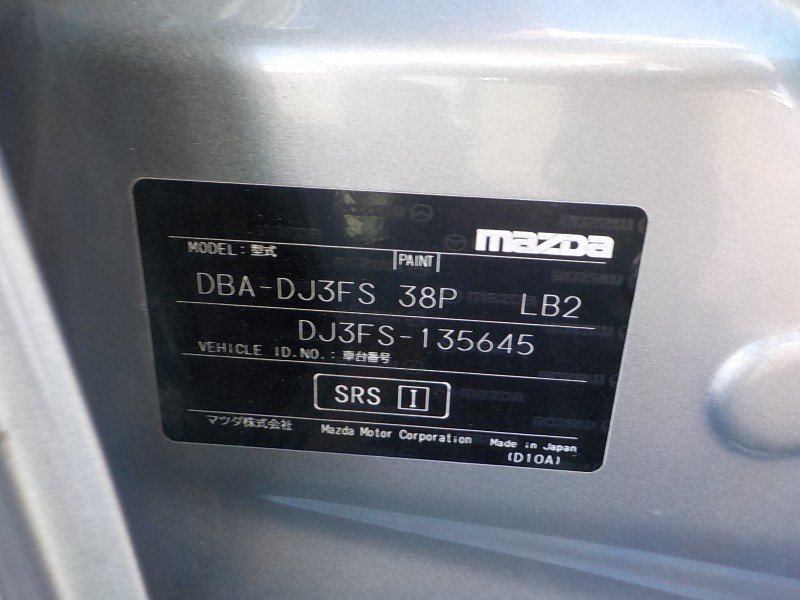 mazda
MODEL : 型式 PAINT
DBA-DJ3FS 38P LB2
DJ3FS-135645
VEHICLE ID.NO. : 車台番号
SRS I
マツダ株式会社 Mazda Motor Corporation Made in Japan
(D10A)